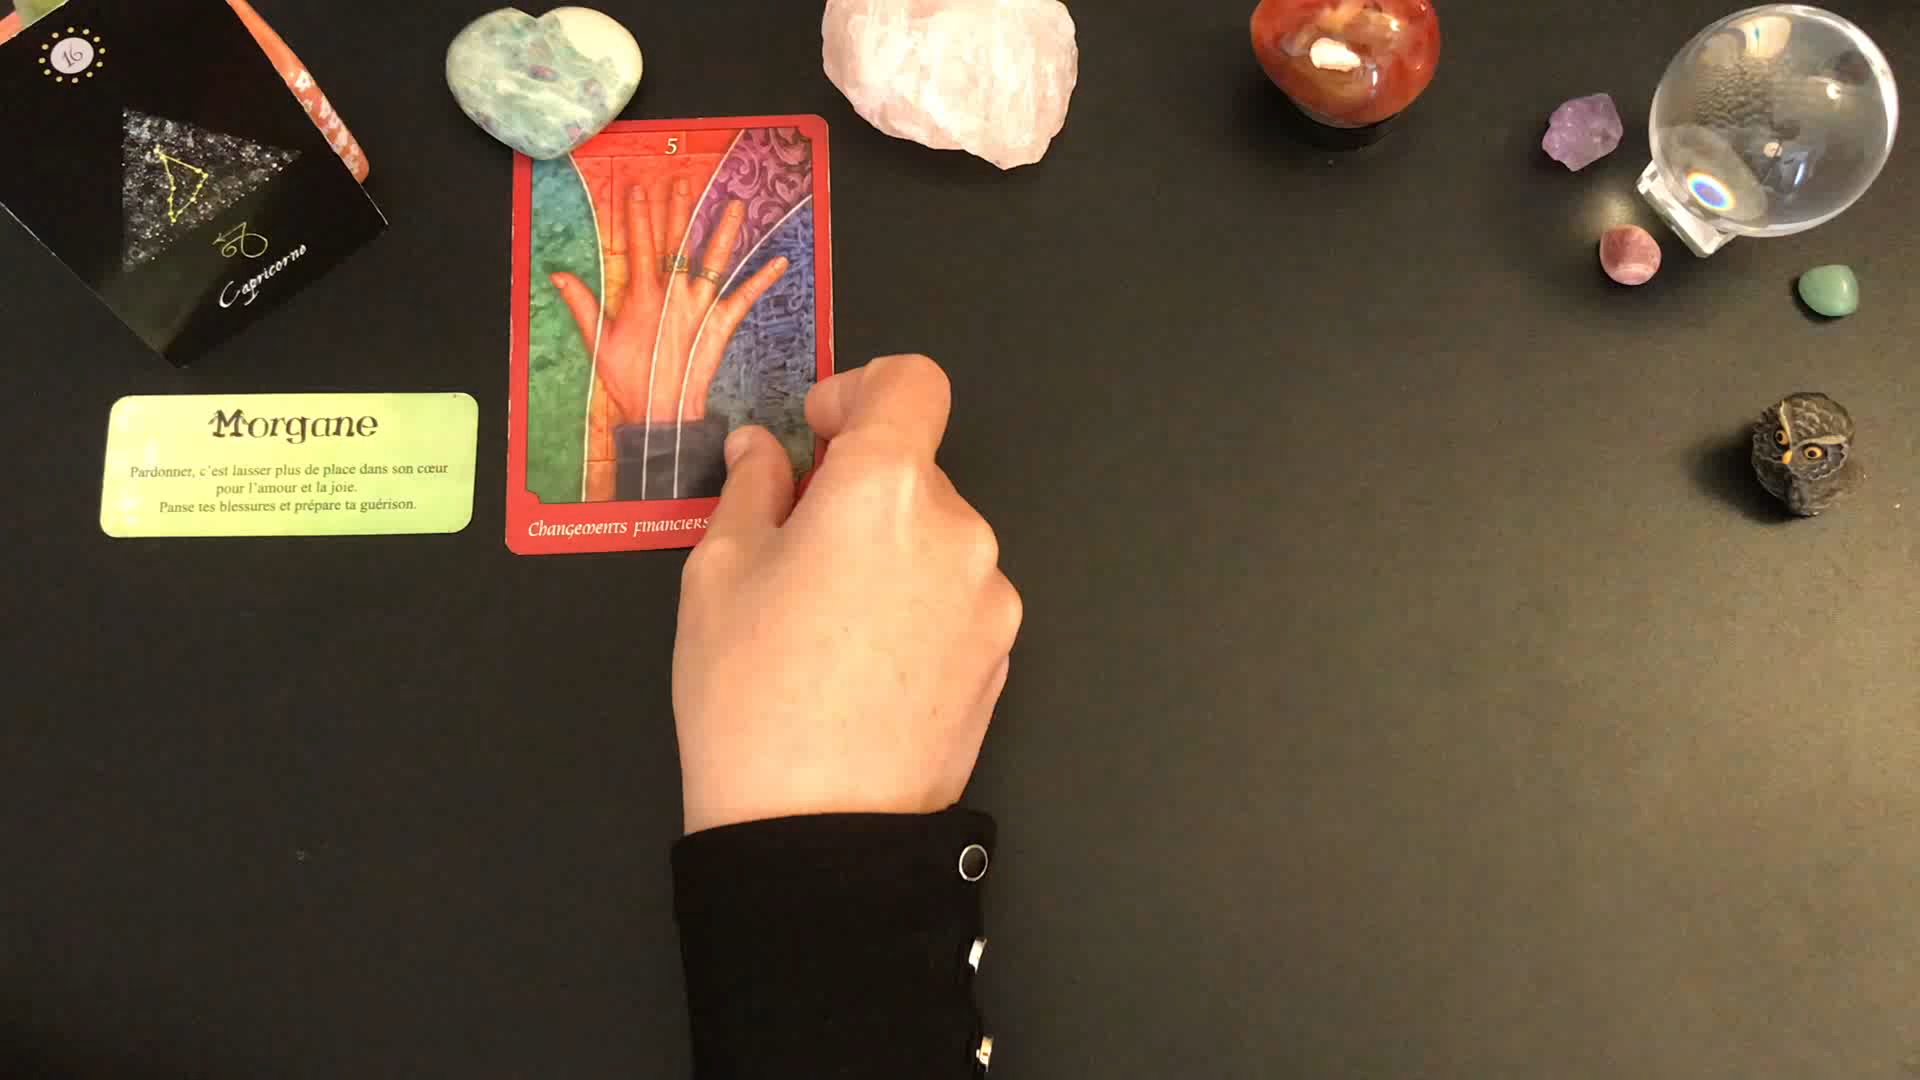 16
Capricorno
5
Changements financiers
Morgane
Pardonner, c'est laisser plus de place dans son cœur
pour l'amour et la joie.
Panse tes blessures et prépare ta guérison.